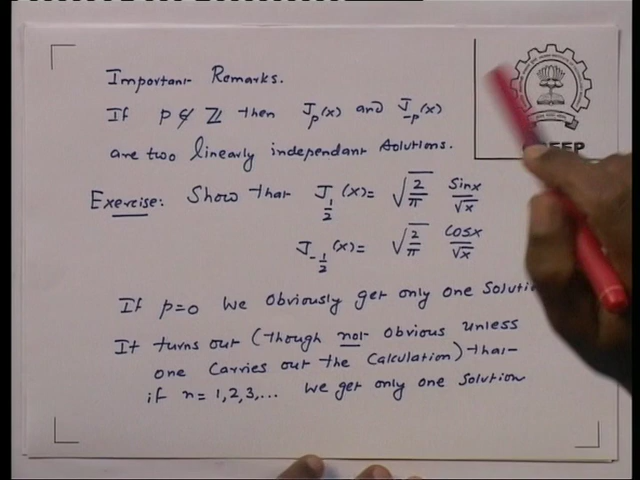 Important Remarks.
If p ∉ ℤ then J_p(x) and J_{-p}(x)
are two linearly independant solutions.
Exercise: Show that J_{1/2}(x) = √(2/π) Sinx/√x
J_{-1/2}(x) = √(2/π) Cosx/√x
If p=0 We obviously get only one Solution
It turns out (though not obvious unless
one carries out the calculation) that
if n = 1,2,3,... We get only one Solution